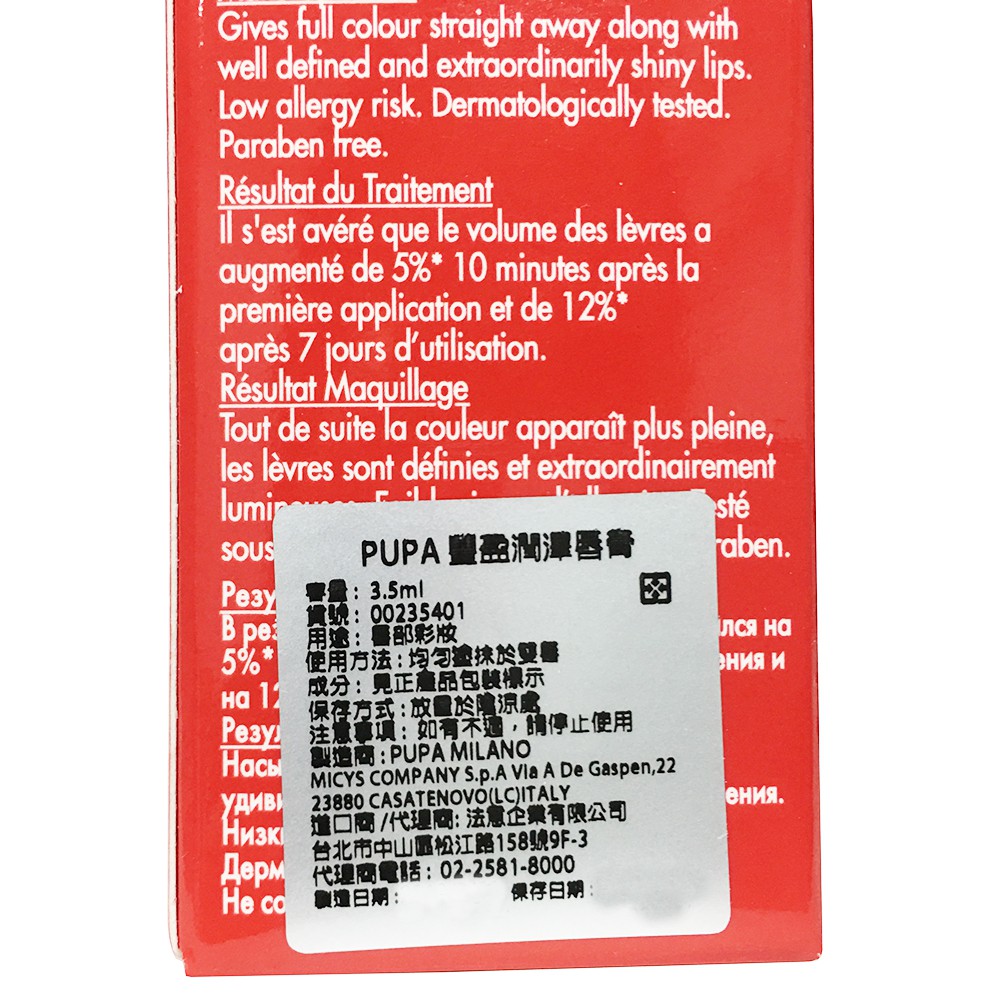 Gives full colour straight away along with
well defined and extraordinarily shiny lips.
Low allergy risk. Dermatologically tested.
Paraben free.
Résultat du Traitement
Il s'est avéré que le volume des lèvres a
augmenté de 5%* 10 minutes après la
première application et de 12%*
après 7 jours d'utilisation.
Résultat Maquillage
Tout de suite la couleur apparaît plus pleine,
les lèvres sont définies et extraordinairement
sous
PUPA 豐盈潤澤唇膏
容量：3.5ml
貨號：00235401
用途：唇部彩妝
使用方法：均勻塗抹於雙唇
成分：見正產品包裝標示
保存方式：放置於陰涼處
注意事項：如有不適，請停止使用
製造商：PUPA MILANO
MICYS COMPANY S.p.A Via A De Gaspen,22
23880 CASATENOVO(LC)ITALY
進口商/代理商：法意企業有限公司
台北市中山區松江路158號9F-3
代理商電話：02-2581-8000
製造日期：
保存日期：
В
лся на
5%*
ения и
на
Не